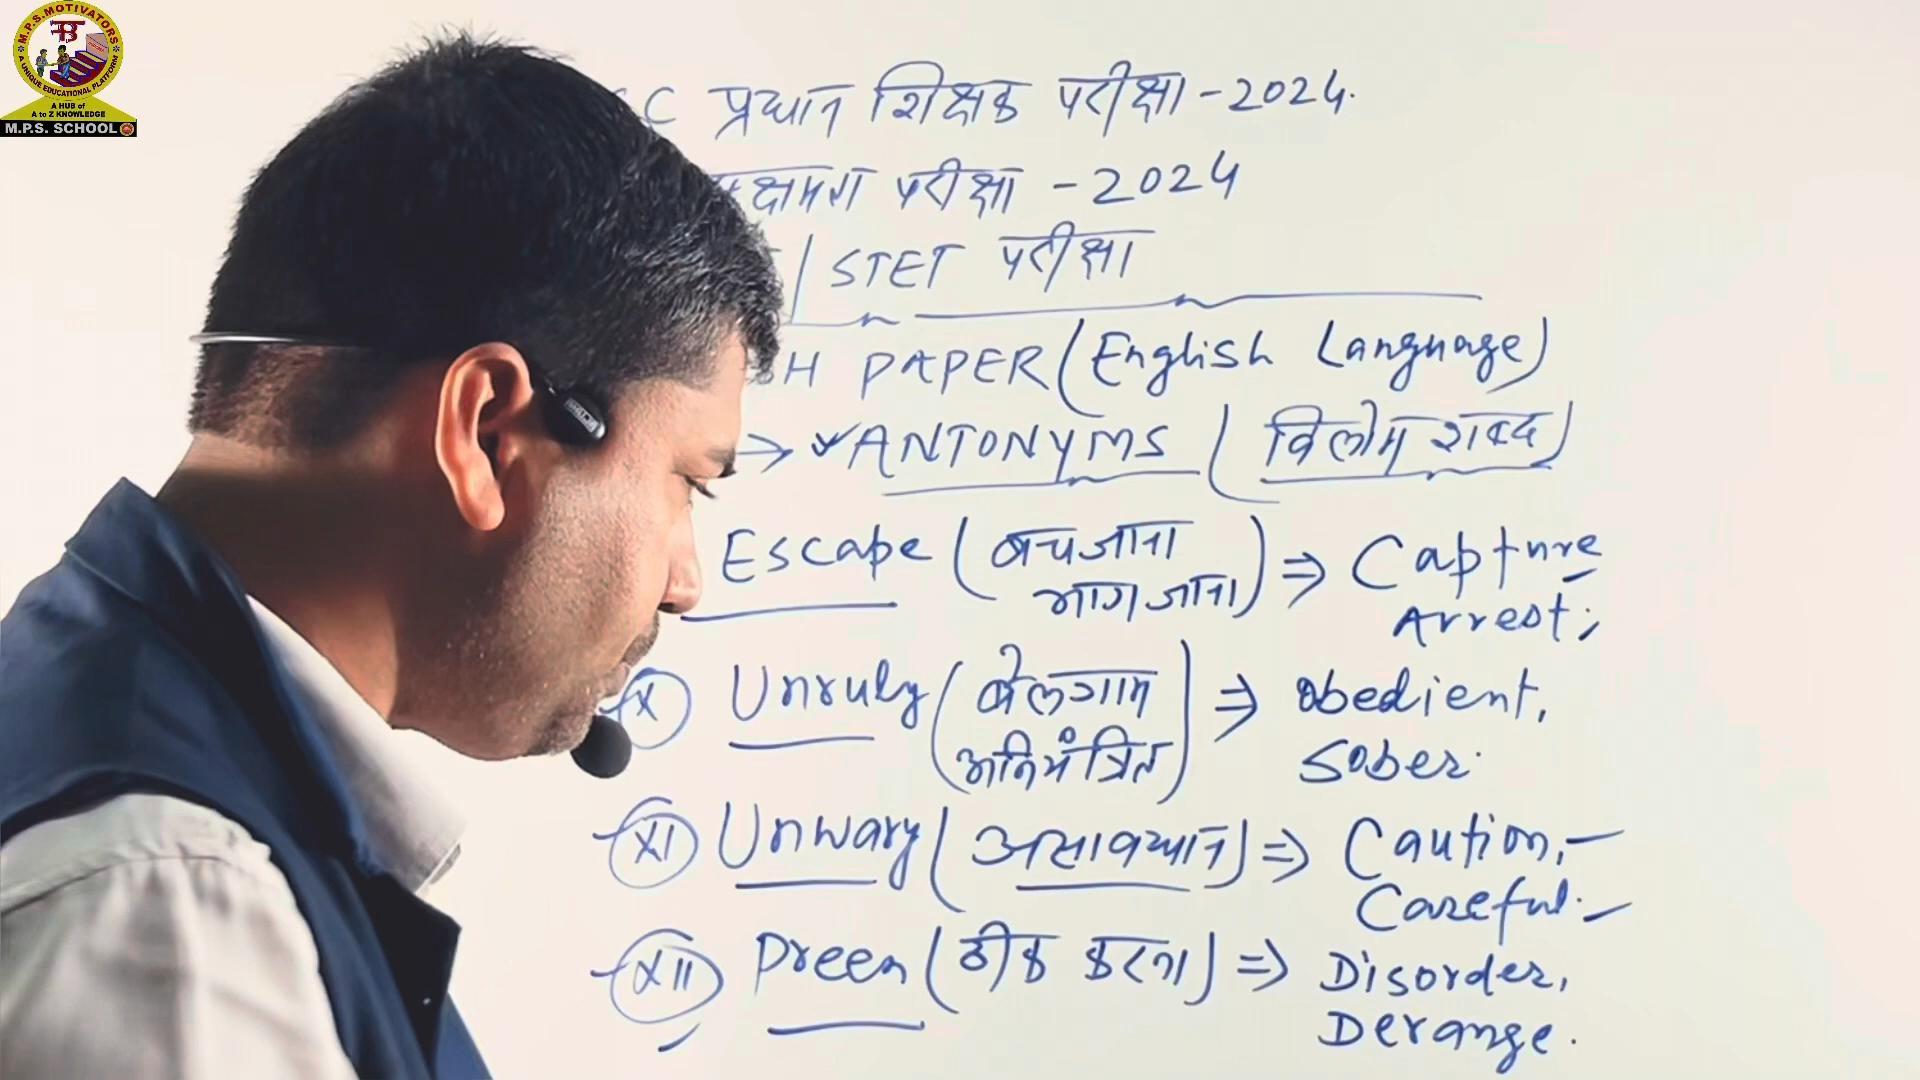 M.P.S.MOTIVATORS
A UNIQUE EDUCATIONAL PLATFORM
A HUB of
A to Z KNOWLEDGE
M.P.S. SCHOOL
C प्रधान शिक्षक परीक्षा - 2024.
क्षमता परीक्षा - 2024
/ STET परीक्षा
SH PAPER (English Language)
→ ANTONYMS (विलोम शब्द)
Escape (बच जाना ⇒ Capture
भाग जाना) Arrest;
X Unruly (बेलगाम ⇒ Obedient,
अनियंत्रित) Sober.
XI Unwary (असावधान) ⇒ Caution,
Careful.
XII Preen (ठीक करना) ⇒ Disorder,
Derange.